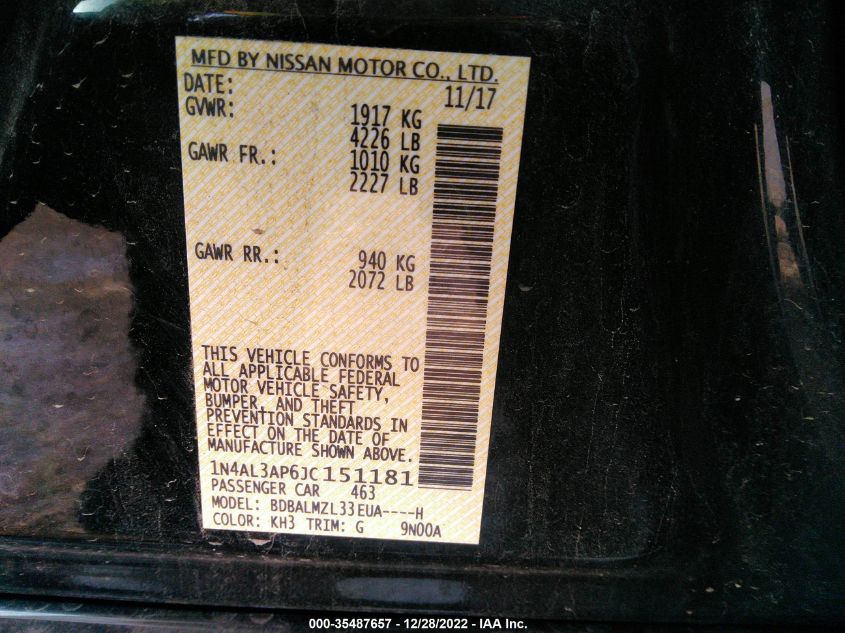 MFD BY NISSAN MOTOR CO., LTD.
DATE: 11/17
GVWR: 1917 KG
4226 LB
GAWR FR.: 1010 KG
2227 LB
GAWR RR.: 940 KG
2072 LB
THIS VEHICLE CONFORMS TO
ALL APPLICABLE FEDERAL
MOTOR VEHICLE SAFETY,
BUMPER, AND THEFT
PREVENTION STANDARDS IN
EFFECT ON THE DATE OF
MANUFACTURE SHOWN ABOVE.
1N4AL3AP6JC151181
PASSENGER CAR 463
MODEL: BDBALMZL33EUA----H
COLOR: KH3 TRIM: G 9N00A
000-35487657 - 12/28/2022 - IAA Inc.